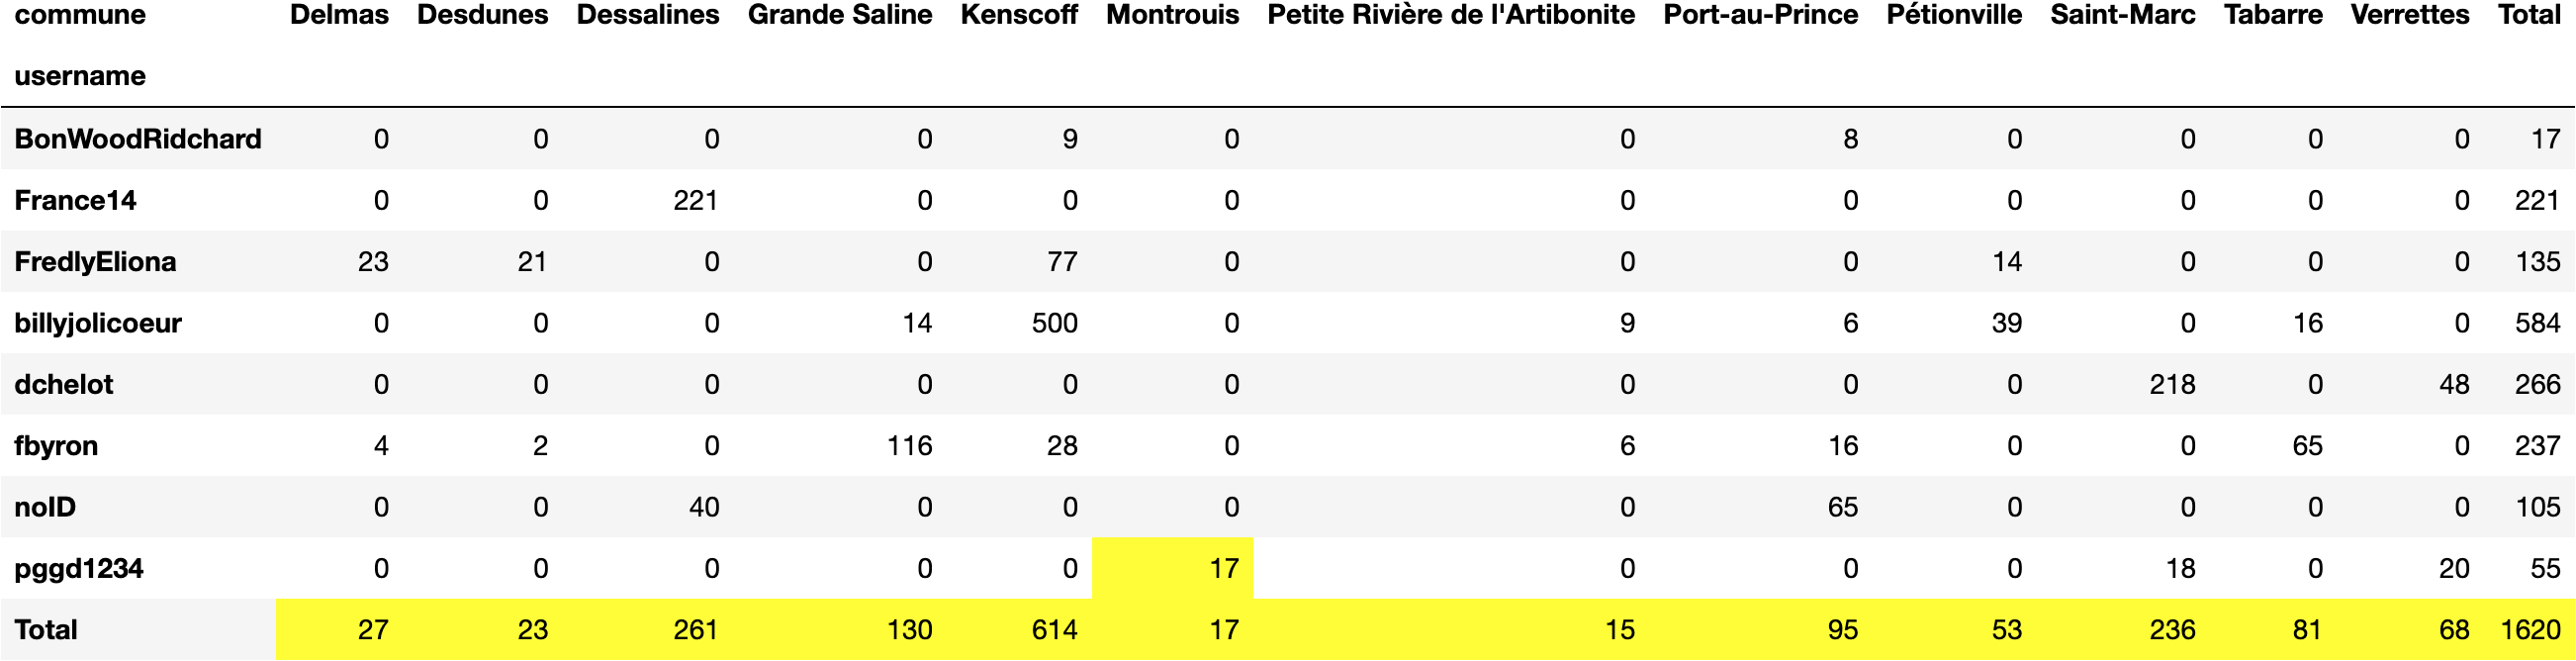 commune Delmas Desdunes Dessalines Grande Saline Kenscoff Montrouis Petite Rivière de l'Artibonite Port-au-Prince Pétionville Saint-Marc Tabarre Verrettes Total
username
BonWoodRidchard 0 0 0 0 9 0 0 8 0 0 0 0 17
France14 0 0 221 0 0 0 0 0 0 0 0 0 221
FredlyEliona 23 21 0 0 77 0 0 0 14 0 0 0 135
billyjolicoeur 0 0 0 14 500 0 9 6 39 0 16 0 584
dchelot 0 0 0 0 0 0 0 0 0 218 0 48 266
fbyron 4 2 0 116 28 0 6 16 0 0 65 0 237
noID 0 0 40 0 0 0 0 65 0 0 0 0 105
pggd1234 0 0 0 0 0 17 0 0 0 18 0 20 55
Total 27 23 261 130 614 17 15 95 53 236 81 68 1620